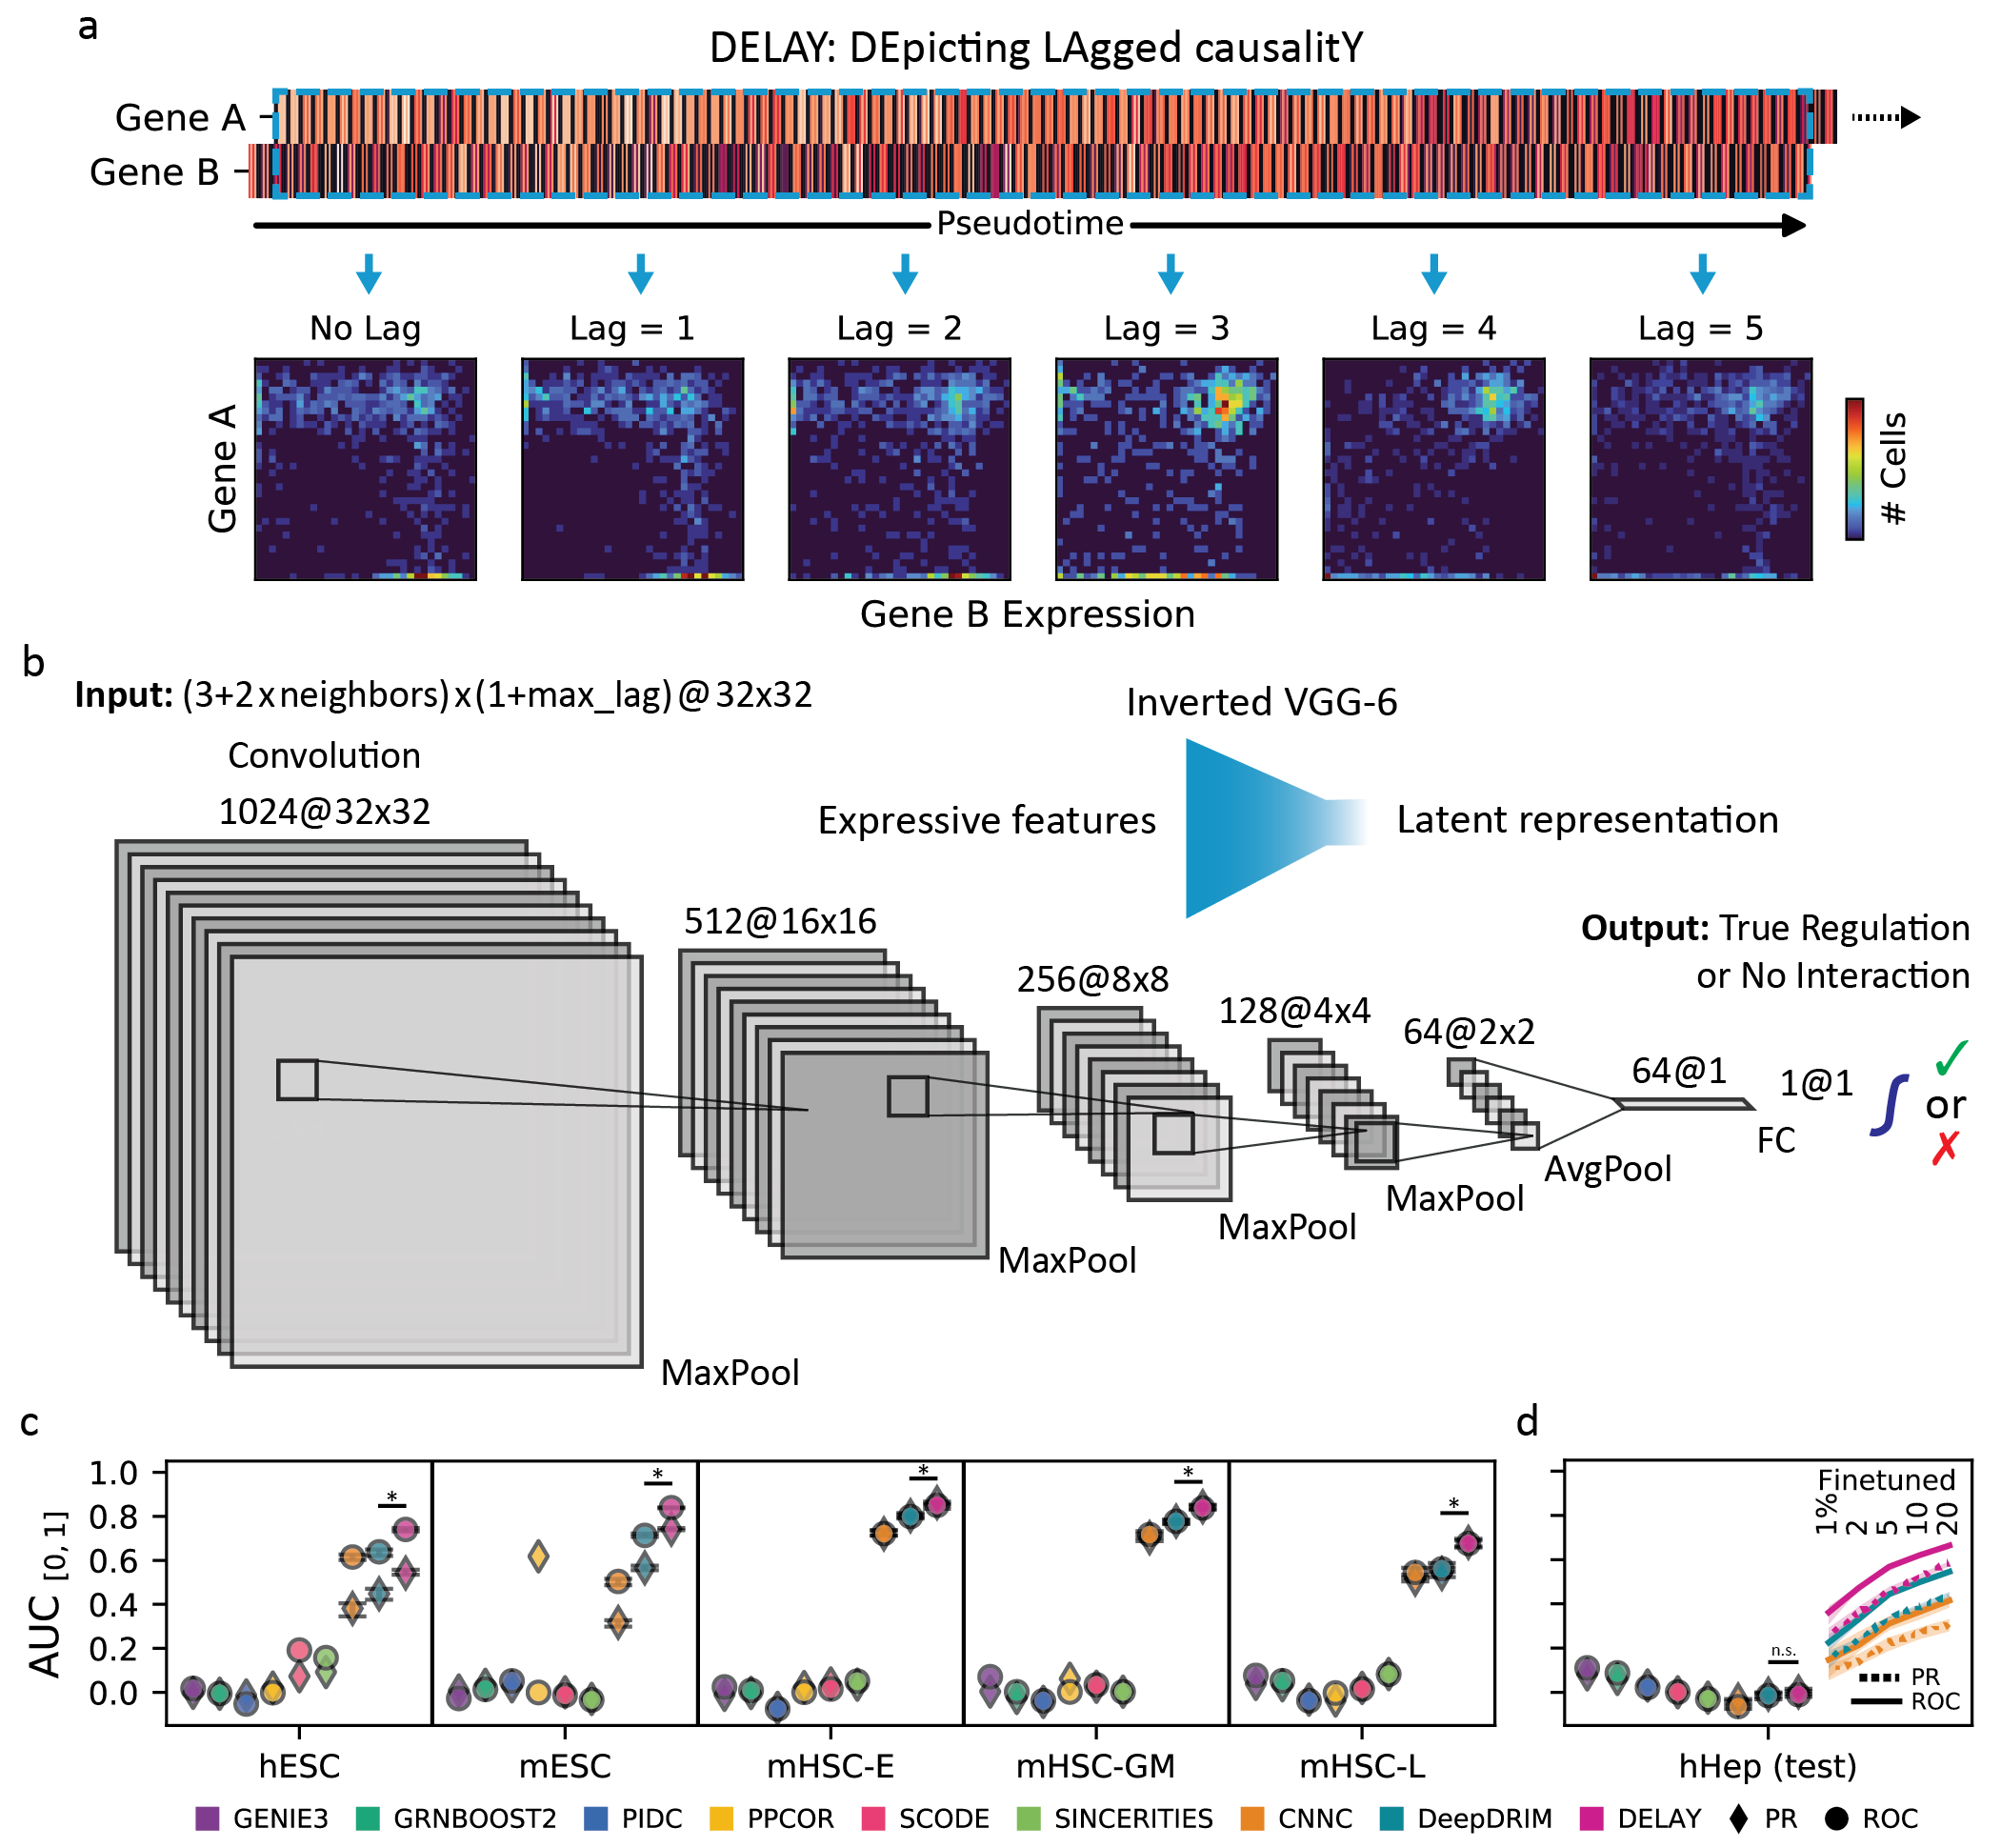 a
DELAY: DEpicting LAgged causalitY
Gene A
Gene B
Pseudotime
No Lag Lag = 1 Lag = 2 Lag = 3 Lag = 4 Lag = 5
Gene A
# Cells
Gene B Expression
b
Input: (3+2xneighbors)x(1+max_lag)@32x32
Inverted VGG-6
Convolution
1024@32x32
Expressive features
Latent representation
512@16x16
Output: True Regulation
or No Interaction
256@8x8
128@4x4
64@2x2
64@1
1@1
or
FC
AvgPool
MaxPool
MaxPool
MaxPool
MaxPool
c
AUC [0, 1]
1.0
0.8
0.6
0.4
0.2
0.0
* * * * *
hESC mESC mHSC-E mHSC-GM mHSC-L
d
Finetuned
1% 2 5 10 20
n.s.
PR
ROC
hHep (test)
GENIE3 GRNBOOST2 PIDC PPCOR SCODE SINCERITIES CNNC DeepDRIM DELAY PR ROC